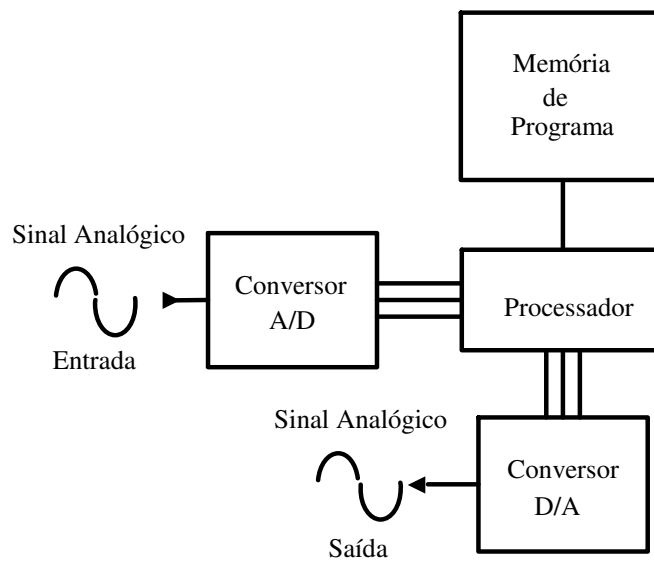 Memória
de
Programa
Sinal Analógico
Conversor
A/D
Processador
Entrada
Sinal Analógico
Conversor
D/A
Saída